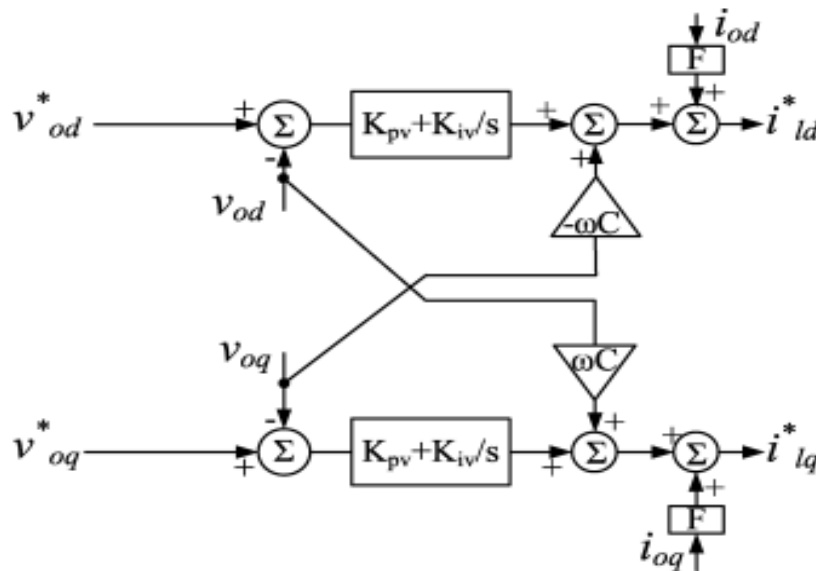 i_od
F
+
v*_od + Σ K_pv+K_iv/s + Σ + Σ i*_ld
- +
v_od
-ωC
v_oq
ωC
- +
v*_oq + Σ K_pv+K_iv/s + Σ + Σ i*_lq
+
F
i_oq